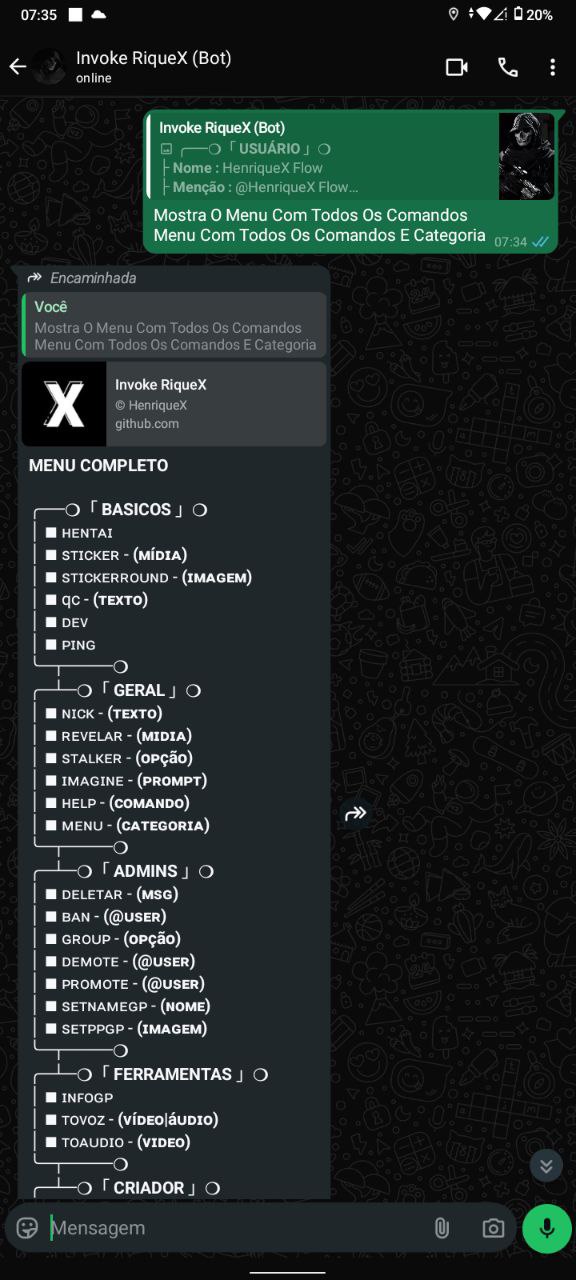 07:35
20%
Invoke RiqueX (Bot)
online
Invoke RiqueX (Bot)
╭──❍「 USUÁRIO 」❍
├ Nome : HenriqueX Flow
├ Menção : @HenriqueX Flow...
Mostra O Menu Com Todos Os Comandos
Menu Com Todos Os Comandos E Categoria
07:34
Encaminhada
Você
Mostra O Menu Com Todos Os Comandos
Menu Com Todos Os Comandos E Categoria
X
Invoke RiqueX
© HenriqueX
github.com
MENU COMPLETO
╭──❍「 BASICOS 」❍
│ ■ HENTAI
│ ■ STICKER - (MÍDIA)
│ ■ STICKERROUND - (IMAGEM)
│ ■ QC - (TEXTO)
│ ■ DEV
│ ■ PING
╰─┬────❍
╭─┴─❍「 GERAL 」❍
│ ■ NICK - (TEXTO)
│ ■ REVELAR - (MIDIA)
│ ■ STALKER - (OPção)
│ ■ IMAGINE - (PROMPT)
│ ■ HELP - (COMANDO)
│ ■ MENU - (CATEGORIA)
╰─┬────❍
╭─┴─❍「 ADMINS 」❍
│ ■ DELETAR - (MSG)
│ ■ BAN - (@USER)
│ ■ GROUP - (OPção)
│ ■ DEMOTE - (@USER)
│ ■ PROMOTE - (@USER)
│ ■ SETNAMEGP - (NOME)
│ ■ SETPPGP - (IMAGEM)
╰─┬────❍
╭─┴─❍「 FERRAMENTAS 」❍
│ ■ INFOGP
│ ■ TOVOZ - (VÍDEO|áUDIO)
│ ■ TOAUDIO - (VIDEO)
╰─┬────❍
╭─┴─❍「 CRIADOR 」❍
Mensagem